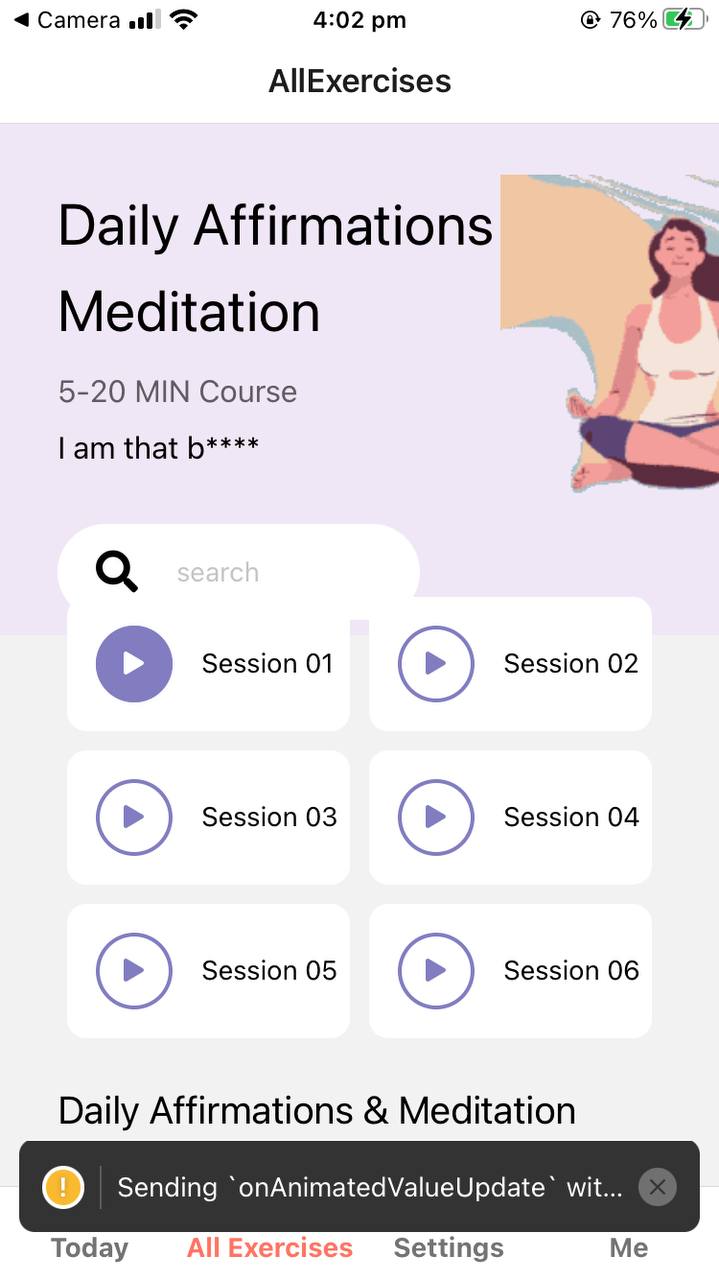 ◀ Camera 4:02 pm 76%
AllExercises
Daily Affirmations
Meditation
5-20 MIN Course
I am that b****
search
Session 01 Session 02
Session 03 Session 04
Session 05 Session 06
Daily Affirmations & Meditation
! Sending `onAnimatedValueUpdate` wit...
Today All Exercises Settings Me